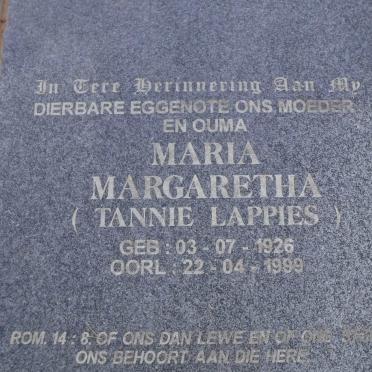 In Tere Herinnering Aan My
DIERBARE EGGENOTE ONS MOEDER
EN OUMA
MARIA
MARGARETHA
( TANNIE LAPPIES )
GEB : 03 - 07 - 1926
OORL : 22 - 04 - 1999
ROM. 14 : 8. OF ONS DAN LEWE EN OF ONS
ONS BEHOORT AAN DIE HERE